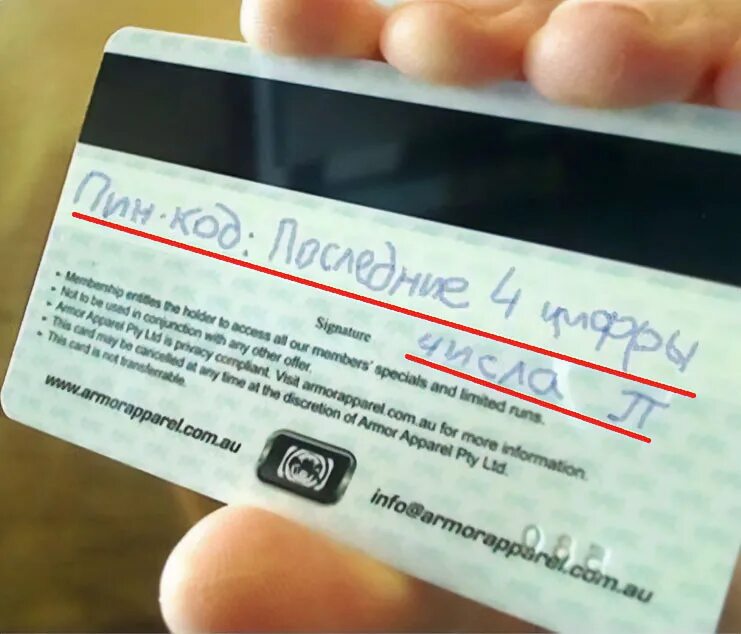 Пин-код: Последние 4 цифры
числа π
Signature
• Membership entitles the holder to access all our members' specials and limited runs.
• Not to be used in conjunction with any other offer.
• Armor Apparel Pty Ltd is privacy compliant. Visit armorapparel.com.au for more information.
• This card may be cancelled at any time at the discretion of Armor Apparel Pty Ltd.
• This card is not transferrable.
www.armorapparel.com.au
info@armorapparel.com.au